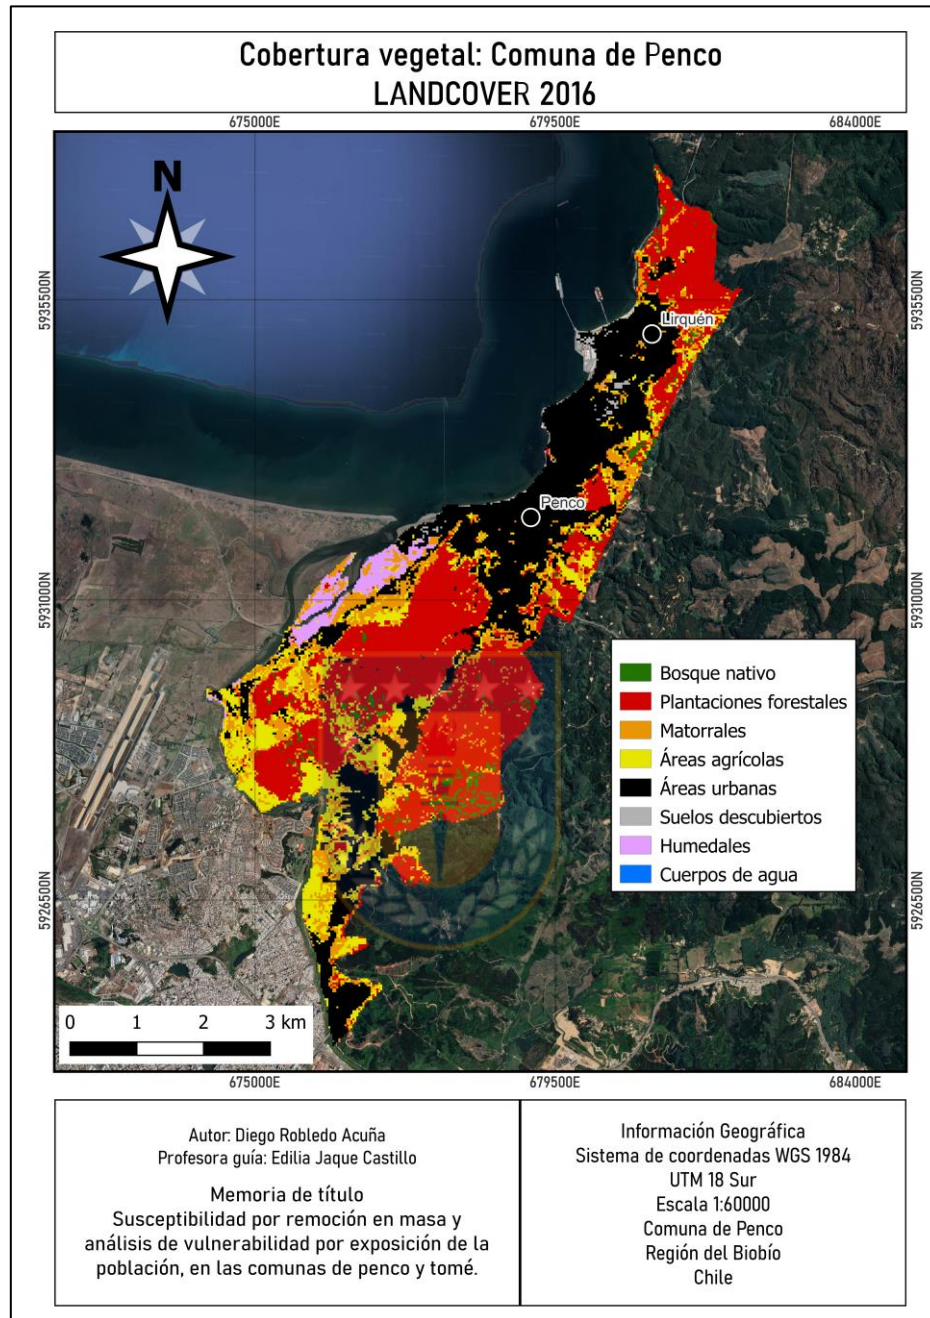 Cobertura vegetal: Comuna de Penco
LANDCOVER 2016
675000E
679500E
684000E
N
5935500N
5935500N
Lirquén
Penco
5931000N
5931000N
Bosque nativo
Plantaciones forestales
Matorrales
Áreas agrícolas
Áreas urbanas
Suelos descubiertos
Humedales
Cuerpos de agua
5926500N
5926500N
0 1 2 3 km
675000E
679500E
684000E
Autor: Diego Robledo Acuña
Profesora guía: Edilia Jaque Castillo
Memoria de título
Susceptibilidad por remoción en masa y
análisis de vulnerabilidad por exposición de la
población, en las comunas de penco y tomé.
Información Geográfica
Sistema de coordenadas WGS 1984
UTM 18 Sur
Escala 1:60000
Comuna de Penco
Región del Biobío
Chile